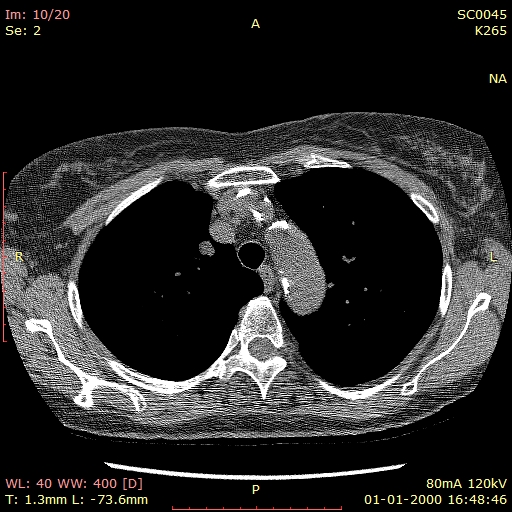 Im: 10/20
SC0045
Se: 2
A
K265
NA
R
L
WL: 40 WW: 400 [D]
80mA 120kV
T: 1.3mm L: -73.6mm
P
01-01-2000 16:48:46